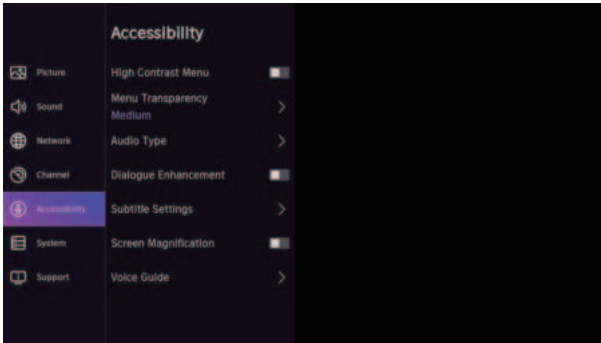 Accessibility
Picture
Sound
Network
Channel
Accessibility
System
Support
High Contrast Menu
Menu Transparency
Medium
Audio Type
Dialogue Enhancement
Subtitle Settings
Screen Magnification
Voice Guide